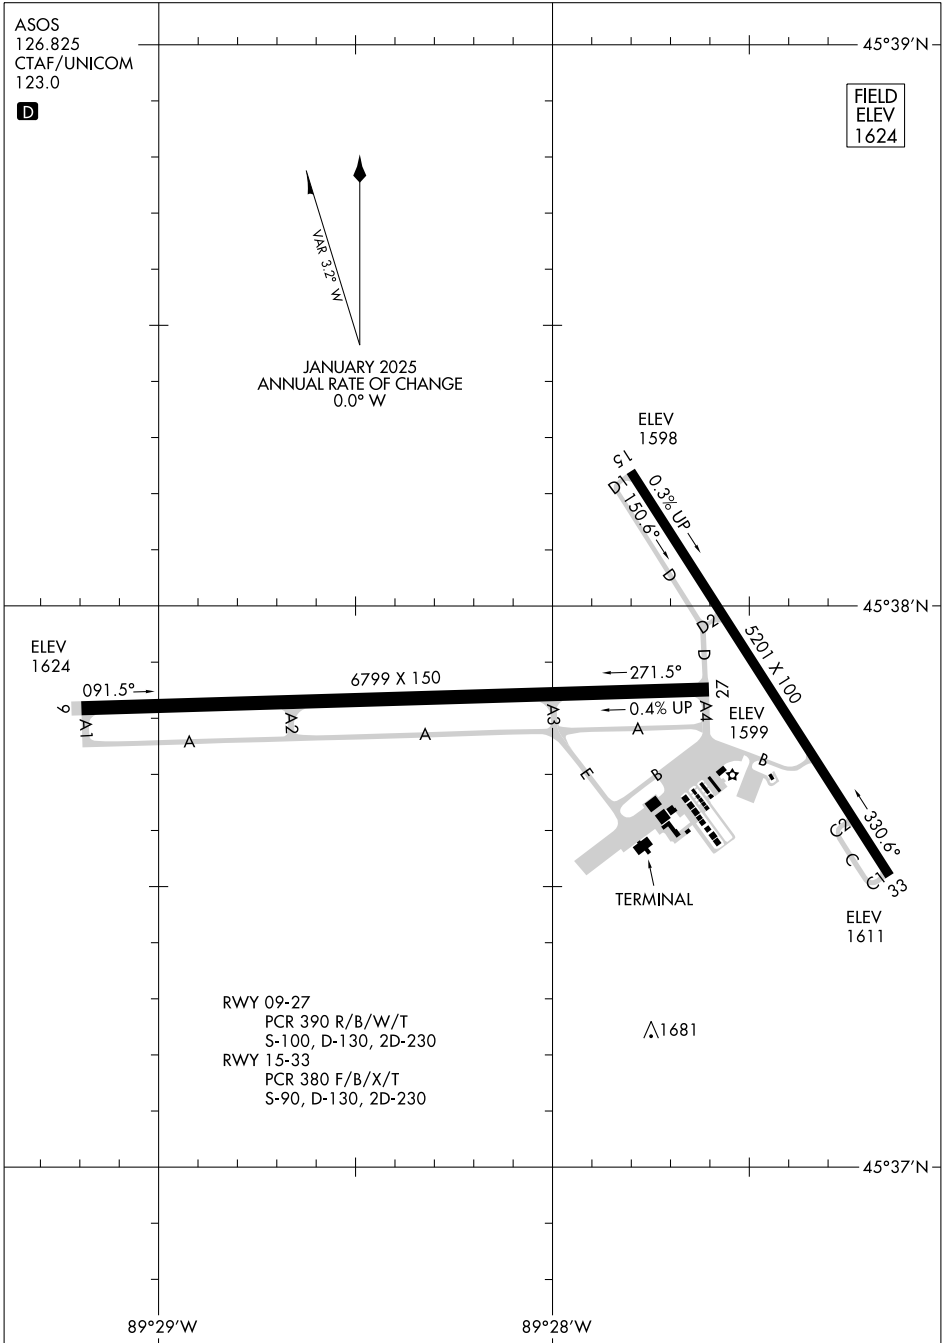 ASOS
126.825
CTAF/UNICOM
123.0
D
45°39'N
FIELD
ELEV
1624
VAR 3.2° W
JANUARY 2025
ANNUAL RATE OF CHANGE
0.0° W
ELEV
1598
15
D1
0.3% UP
150.6°
D
45°38'N
D2
D
5201 X 100
ELEV
1624
091.5°
6799 X 150
271.5°
27
9
0.4% UP
A1
A2
A3
A4
A
A
A
ELEV
1599
E
B
B
330.6°
C2
C
C1
33
TERMINAL
ELEV
1611
RWY 09-27
PCR 390 R/B/W/T
S-100, D-130, 2D-230
RWY 15-33
PCR 380 F/B/X/T
S-90, D-130, 2D-230
1681
45°37'N
89°29'W
89°28'W